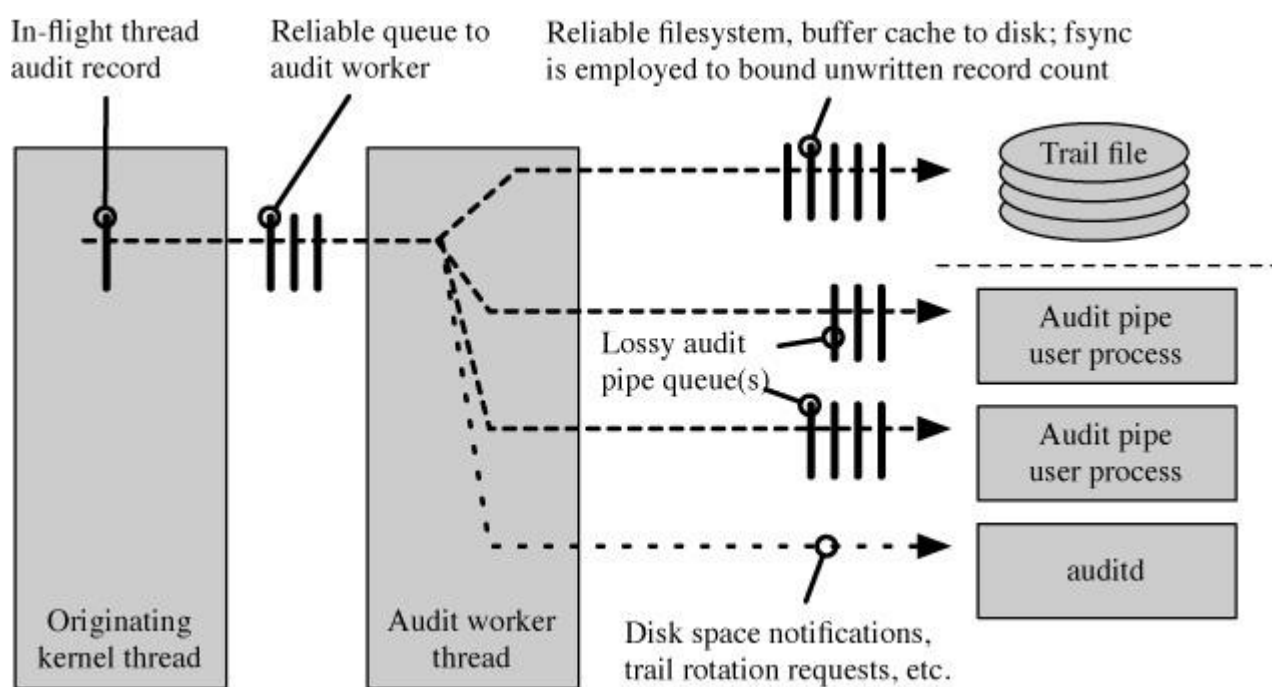 In-flight thread
audit record
Reliable queue to
audit worker
Reliable filesystem, buffer cache to disk; fsync
is employed to bound unwritten record count
Trail file
Lossy audit
pipe queue(s)
Audit pipe
user process
Audit pipe
user process
auditd
Originating
kernel thread
Audit worker
thread
Disk space notifications,
trail rotation requests, etc.